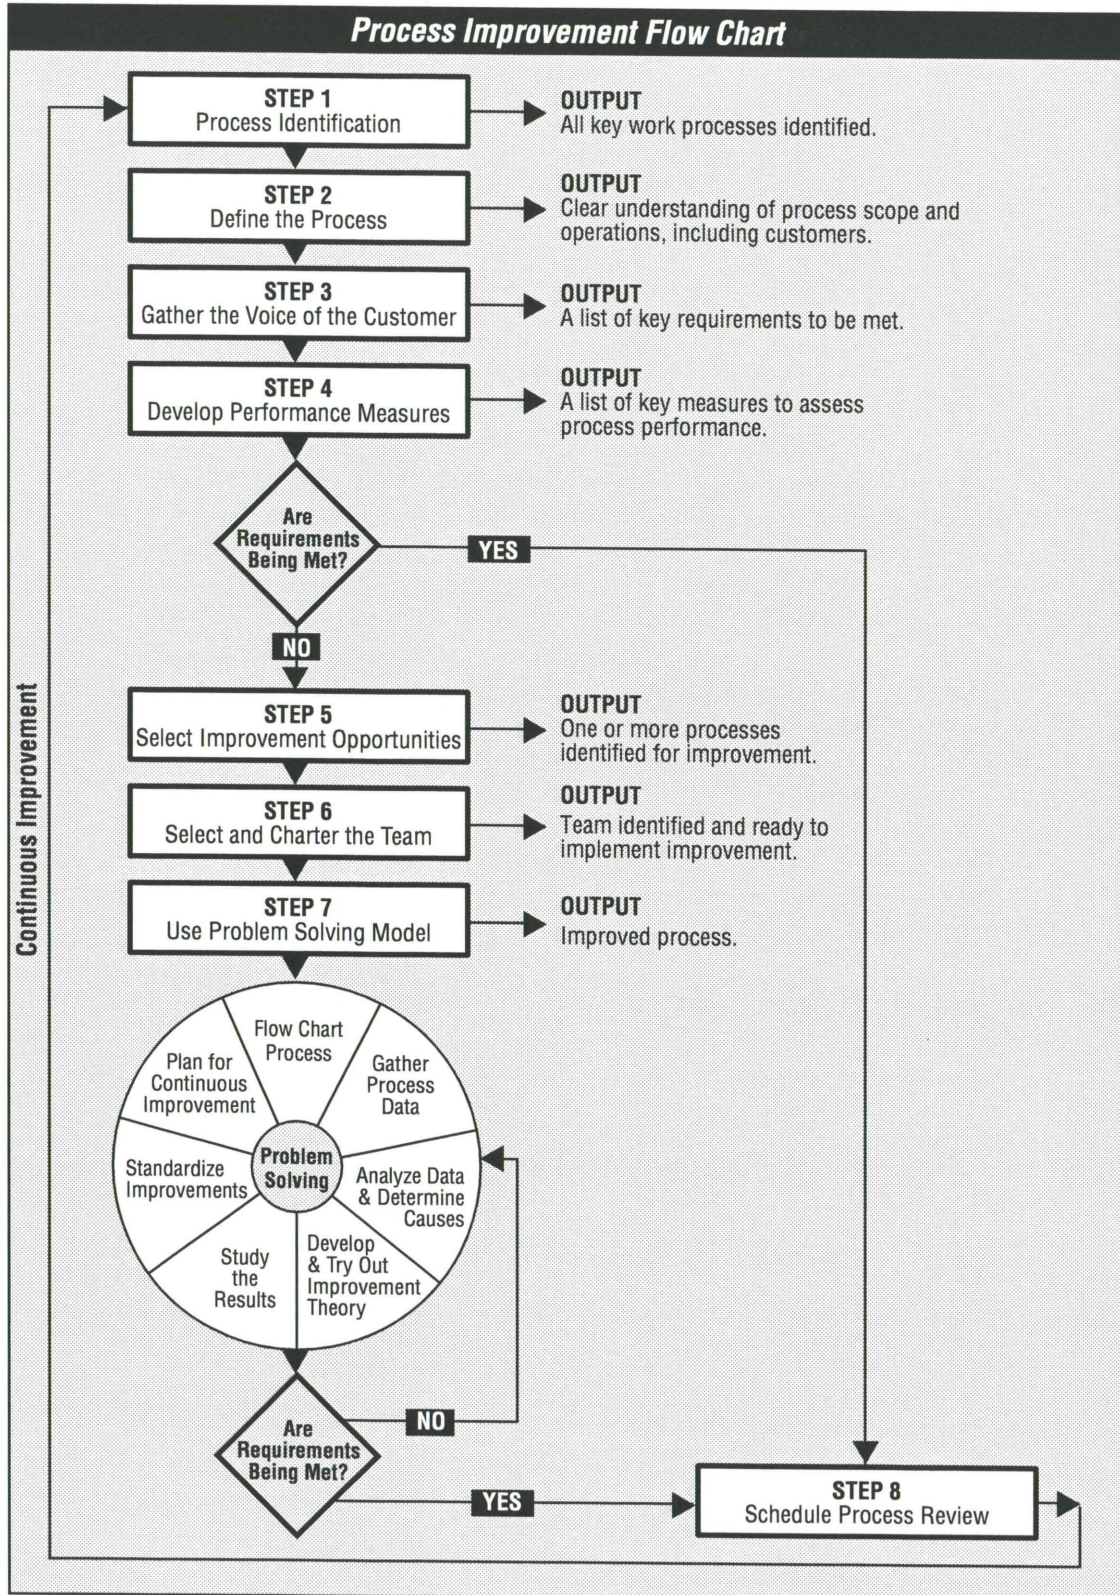 Process Improvement Flow Chart
STEP 1
Process Identification
OUTPUT
All key work processes identified.
STEP 2
Define the Process
OUTPUT
Clear understanding of process scope and
operations, including customers.
STEP 3
Gather the Voice of the Customer
OUTPUT
A list of key requirements to be met.
STEP 4
Develop Performance Measures
OUTPUT
A list of key measures to assess
process performance.
Are
Requirements
Being Met?
YES
NO
STEP 5
Select Improvement Opportunities
OUTPUT
One or more processes
identified for improvement.
STEP 6
Select and Charter the Team
OUTPUT
Team identified and ready to
implement improvement.
STEP 7
Use Problem Solving Model
OUTPUT
Improved process.
Continuous Improvement
Flow Chart
Process
Gather
Process
Data
Analyze Data
& Determine
Causes
Develop
& Try Out
Improvement
Theory
Study
the
Results
Standardize
Improvements
Plan for
Continuous
Improvement
Problem
Solving
Are
Requirements
Being Met?
NO
YES
STEP 8
Schedule Process Review